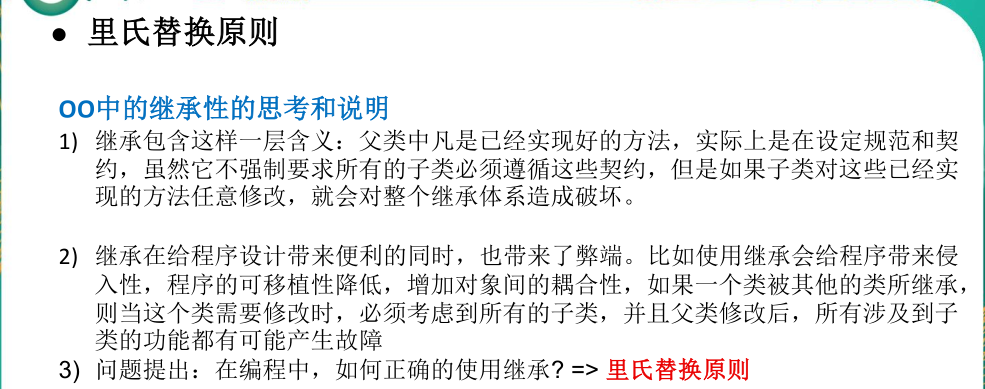 ● 里氏替换原则
OO中的继承性的思考和说明
1) 继承包含这样一层含义：父类中凡是已经实现好的方法，实际上是在设定规范和契
约，虽然它不强制要求所有的子类必须遵循这些契约，但是如果子类对这些已经实
现的方法任意修改，就会对整个继承体系造成破坏。
2) 继承在给程序设计带来便利的同时，也带来了弊端。比如使用继承会给程序带来侵
入性，程序的可移植性降低，增加对象间的耦合性，如果一个类被其他的类所继承，
则当这个类需要修改时，必须考虑到所有的子类，并且父类修改后，所有涉及到子
类的功能都有可能产生故障
3) 问题提出：在编程中，如何正确的使用继承? => 里氏替换原则